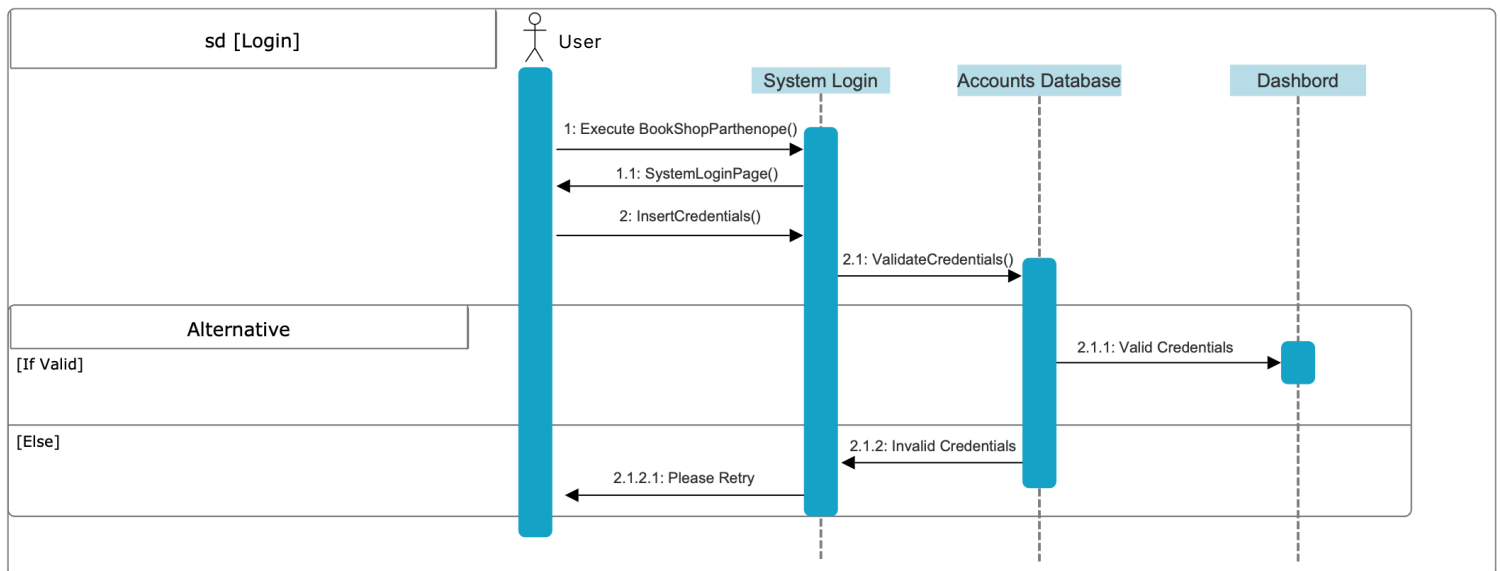 sd [Login]
User
System Login
Accounts Database
Dashbord
1: Execute BookShopParthenope()
1.1: SystemLoginPage()
2: InsertCredentials()
2.1: ValidateCredentials()
Alternative
[If Valid]
2.1.1: Valid Credentials
[Else]
2.1.2: Invalid Credentials
2.1.2.1: Please Retry